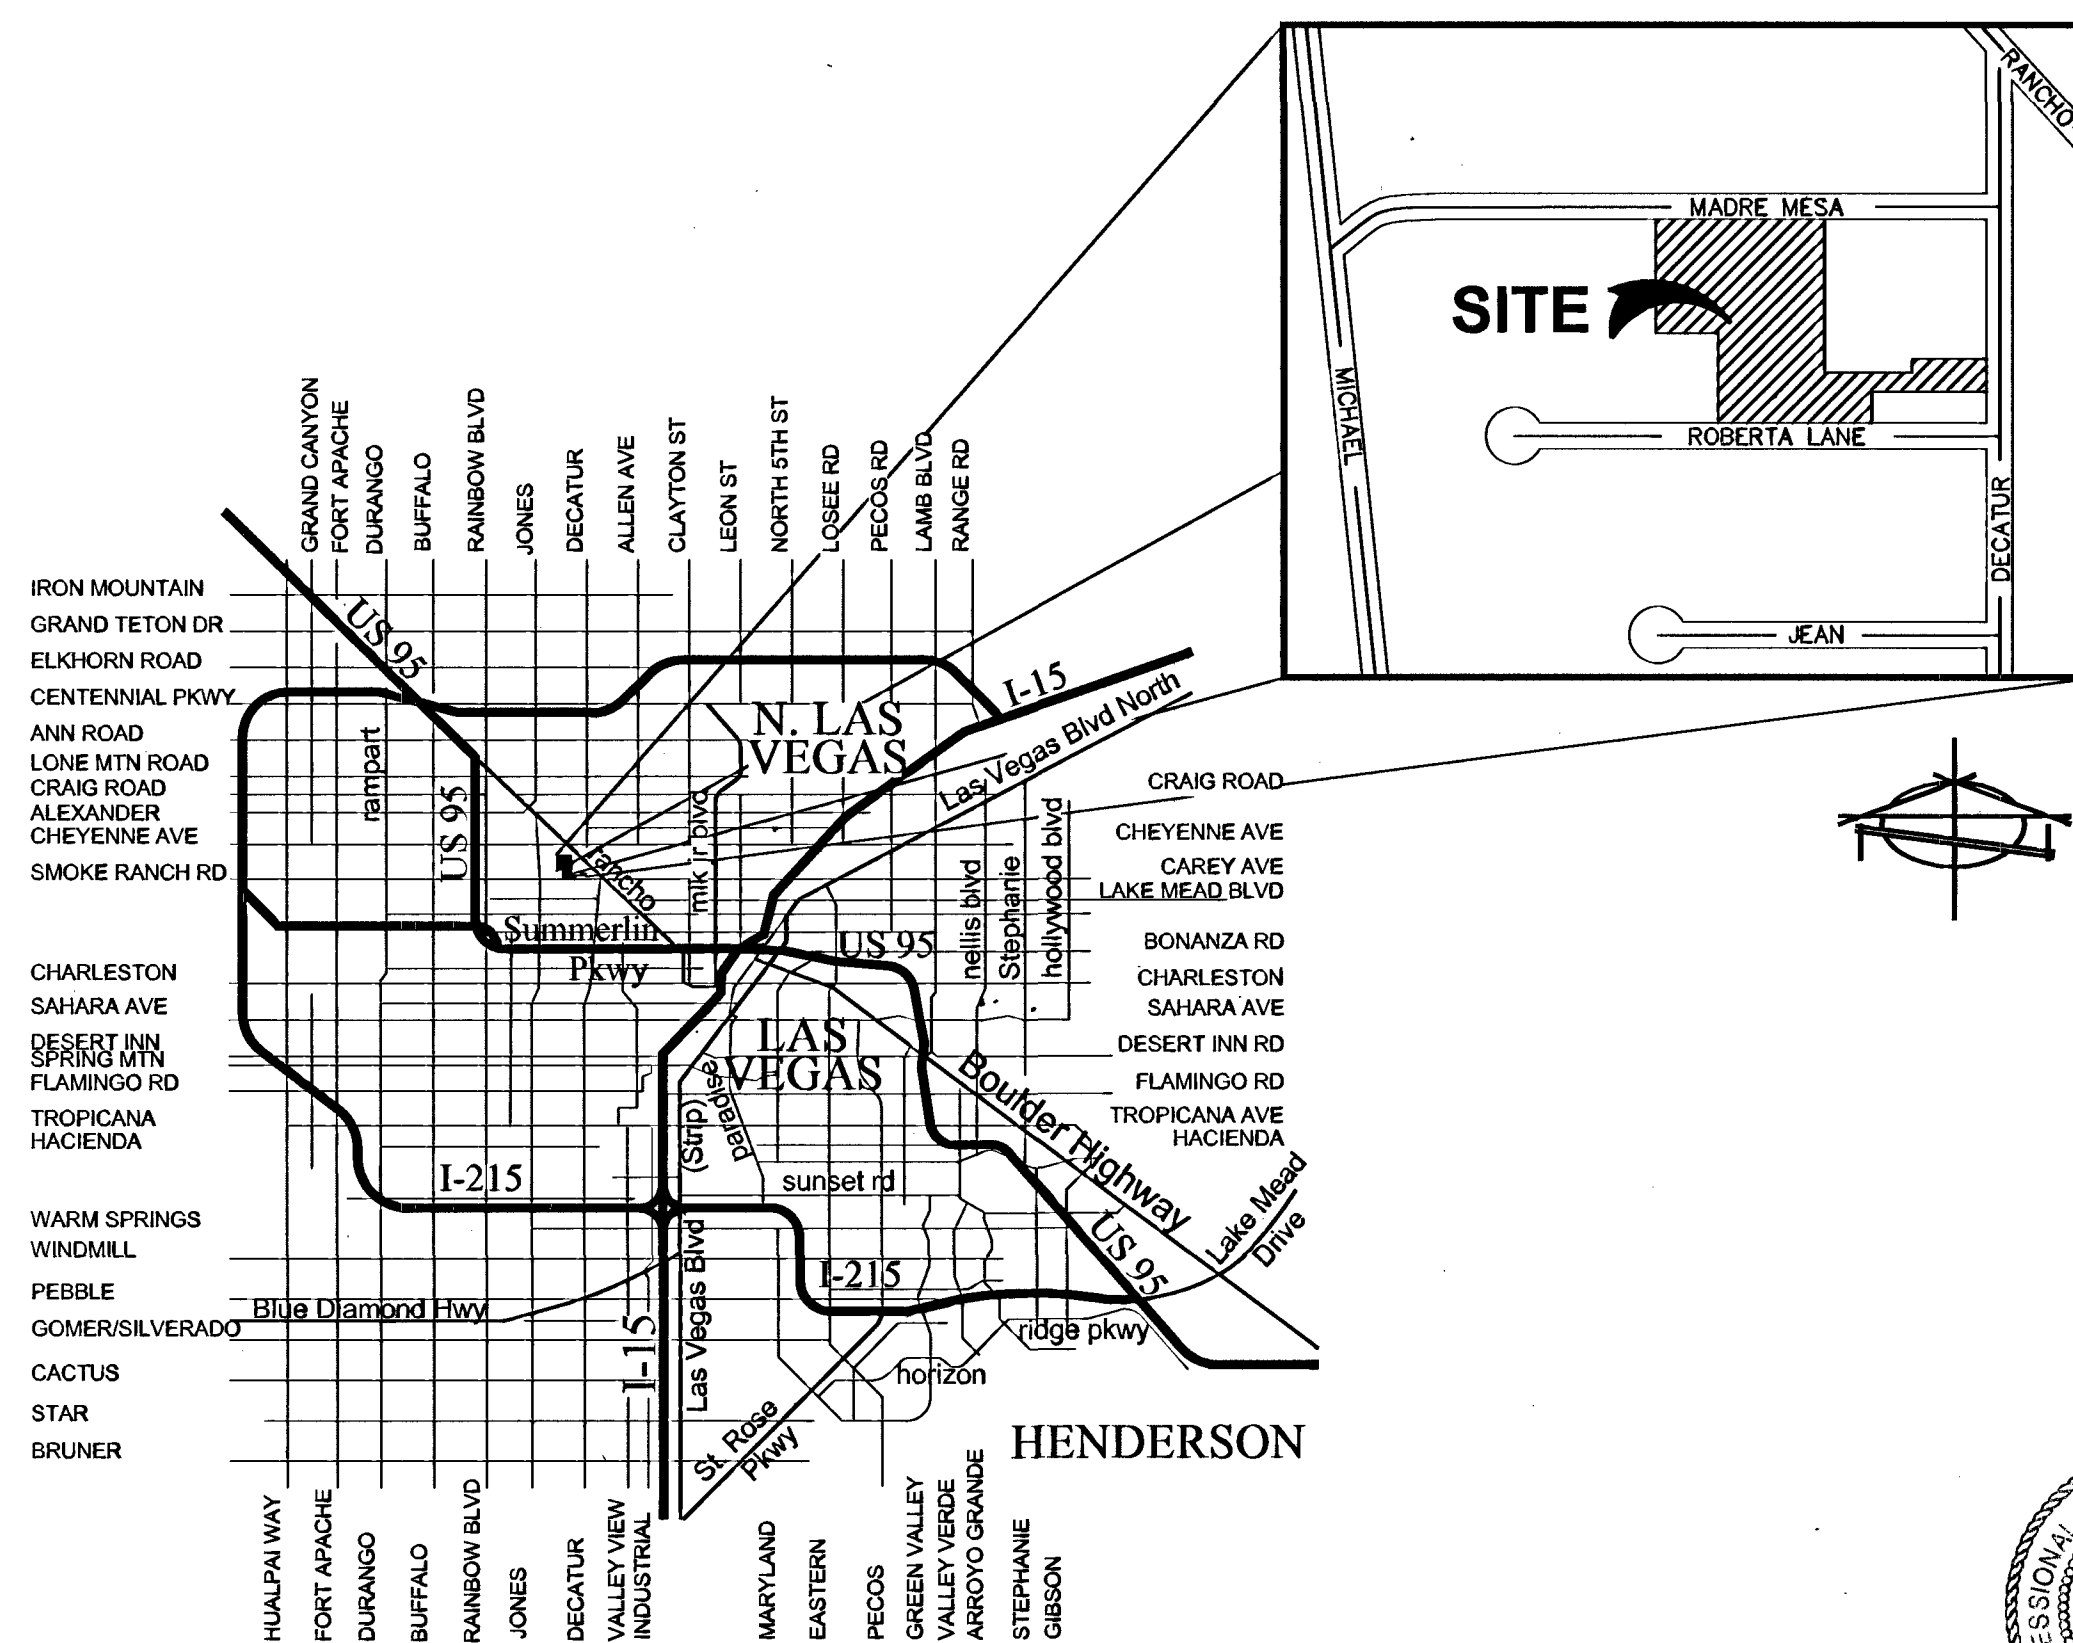 RANCHO
MADRE MESA
SITE
MICHAEL
ROBERTA LANE
DECATUR
JEAN
GRAND CANYON
FORT APACHE
DURANGO
BUFFALO
RAINBOW BLVD
JONES
DECATUR
ALLEN AVE
CLAYTON ST
LEON ST
NORTH 5TH ST
LOSEE RD
PECOS RD
LAMB BLVD
RANGE RD
IRON MOUNTAIN
GRAND TETON DR
ELKHORN ROAD
CENTENNIAL PKWY
ANN ROAD
LONE MTN ROAD
CRAIG ROAD
ALEXANDER
CHEYENNE AVE
SMOKE RANCH RD
CHARLESTON
SAHARA AVE
DESERT INN
SPRING MTN
FLAMINGO RD
TROPICANA
HACIENDA
WARM SPRINGS
WINDMILL
PEBBLE
GOMER/SILVERADO
CACTUS
STAR
BRUNER
US 95
rampart
US 95
N. LAS
VEGAS
I-15
Las Vegas Blvd North
mlk jr blvd
rancho
Summerlin
Pkwy
US 95
nellis blvd
Stephanie
hollywood blvd
LAS
VEGAS
paradise
(Strip)
Boulder Highway
sunset rd
I-215
Lake Mead
Drive
US 95
I-215
Blue Diamond Hwy
I-15
Las Vegas Blvd
ridge pkwy
horizon
St. Rose
Pkwy
HENDERSON
CRAIG ROAD
CHEYENNE AVE
CAREY AVE
LAKE MEAD BLVD
BONANZA RD
CHARLESTON
SAHARA AVE
DESERT INN RD
FLAMINGO RD
TROPICANA AVE
HACIENDA
HUALPAI WAY
FORT APACHE
DURANGO
BUFFALO
RAINBOW BLVD
JONES
DECATUR
VALLEY VIEW
INDUSTRIAL
MARYLAND
EASTERN
PECOS
GREEN VALLEY
VALLEY VERDE
ARROYO GRANDE
STEPHANIE
GIBSON
ESSIONAL